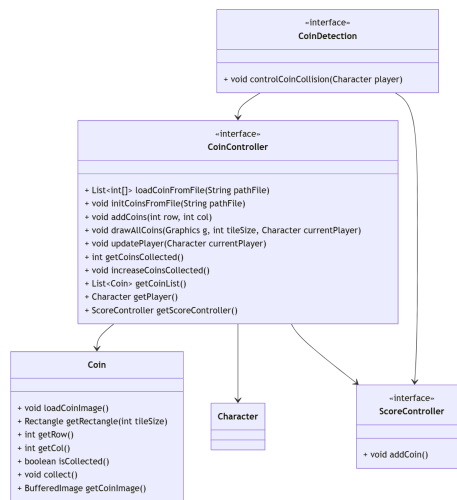 «interface»
CoinDetection
+ void controlCoinCollision(Character player)
«interface»
CoinController
+ List<int[]> loadCoinFromFile(String pathFile)
+ void initCoinsFromFile(String pathFile)
+ void addCoins(int row, int col)
+ void drawAllCoins(Graphics g, int tileSize, Character currentPlayer)
+ void updatePlayer(Character currentPlayer)
+ int getCoinsCollected()
+ void increaseCoinsCollected()
+ List<Coin> getCoinList()
+ Character getPlayer()
+ ScoreController getScoreController()
Coin
+ void loadCoinImage()
+ Rectangle getRectangle(int tileSize)
+ int getRow()
+ int getCol()
+ boolean isCollected()
+ void collect()
+ BufferedImage getCoinImage()
Character
«interface»
ScoreController
+ void addCoin()